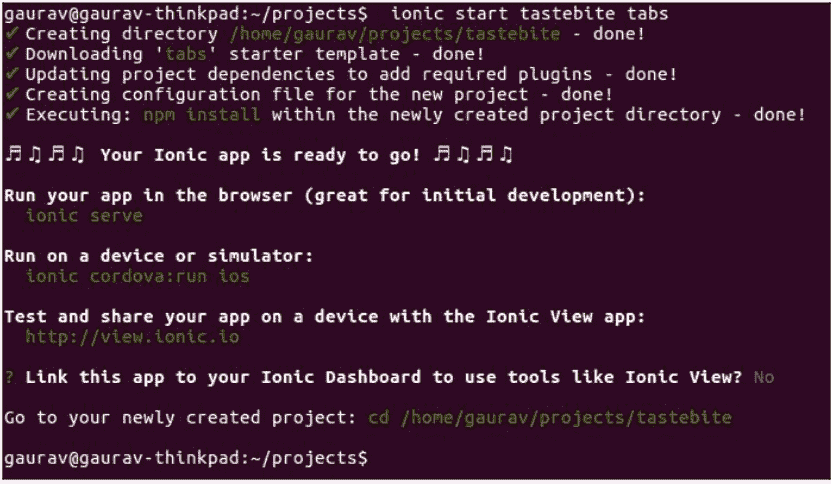 gaurav@gaurav-thinkpad:~/projects$  ionic start tastebite tabs
✔ Creating directory /home/gaurav/projects/tastebite - done!
✔ Downloading 'tabs' starter template - done!
✔ Updating project dependencies to add required plugins - done!
✔ Creating configuration file for the new project - done!
✔ Executing: npm install within the newly created project directory - done!
♬ ♫ ♬ ♫  Your Ionic app is ready to go! ♬ ♫ ♬ ♫
Run your app in the browser (great for initial development):
  ionic serve
Run on a device or simulator:
  ionic cordova:run ios
Test and share your app on a device with the Ionic View app:
  http://view.ionic.io
? Link this app to your Ionic Dashboard to use tools like Ionic View? No
Go to your newly created project: cd /home/gaurav/projects/tastebite
gaurav@gaurav-thinkpad:~/projects$